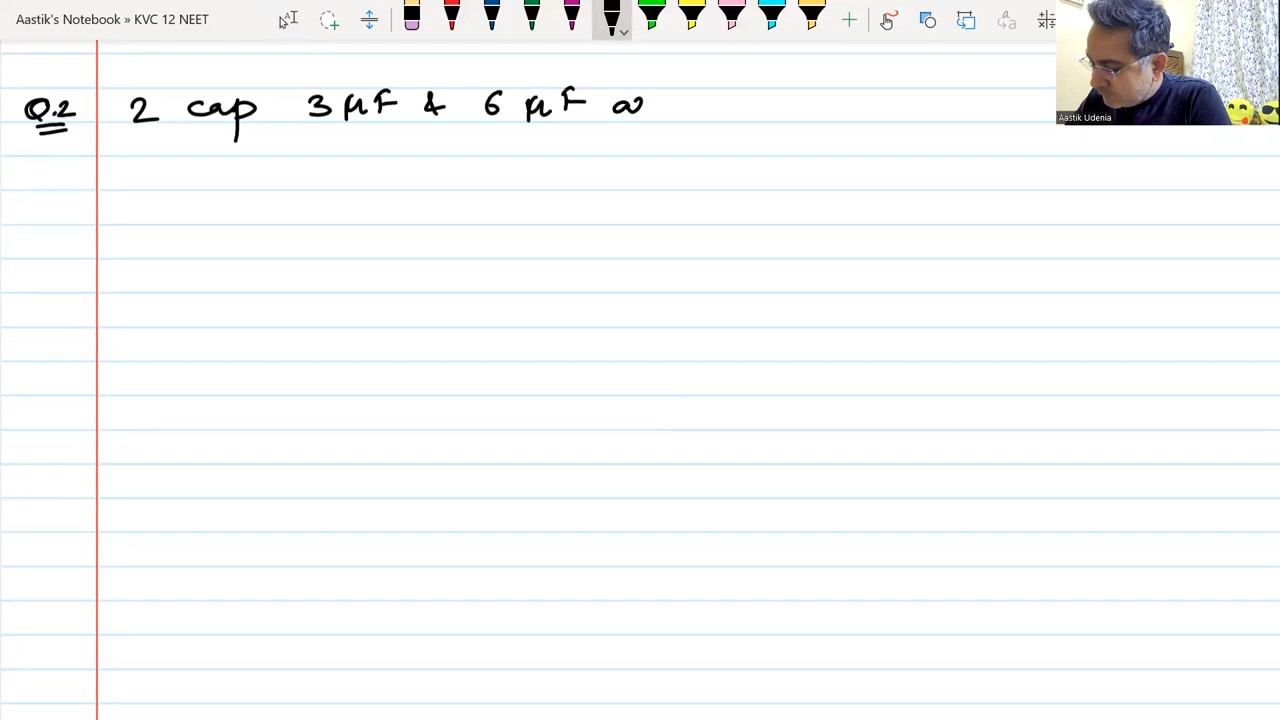 Aastik's Notebook » KVC 12 NEET
Aastik Udenia
Q.2 2 cap 3 μF & 6 μF